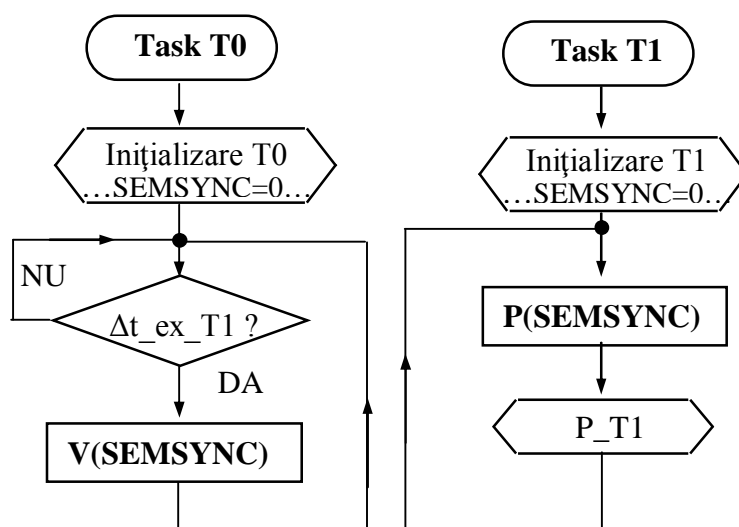 Task T0
Iniţializare T0
…SEMSYNC=0…
NU
Δt_ex_T1 ?
DA
V(SEMSYNC)
Task T1
Iniţializare T1
…SEMSYNC=0…
P(SEMSYNC)
P_T1